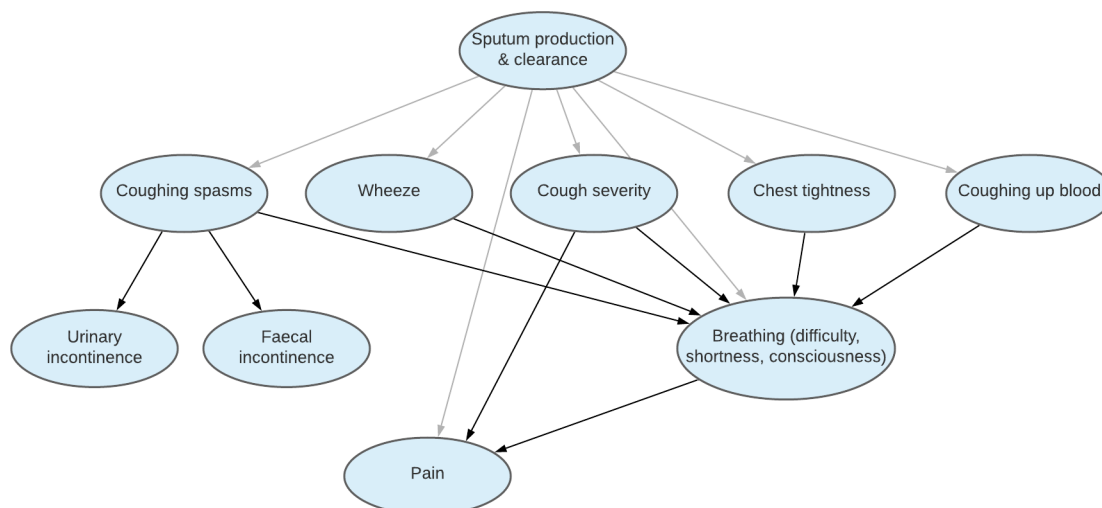 Sputum production
& clearance
Coughing spasms
Wheeze
Cough severity
Chest tightness
Coughing up blood
Urinary
incontinence
Faecal
incontinence
Breathing (difficulty,
shortness, consciousness)
Pain